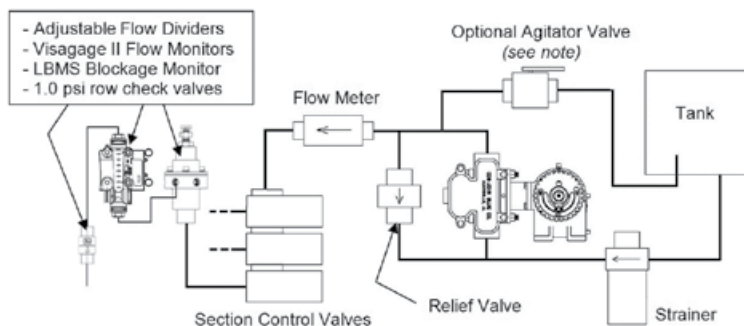 - Adjustable Flow Dividers
- Visagage II Flow Monitors
- LBMS Blockage Monitor
- 1.0 psi row check valves
Optional Agitator Valve
(see note)
Flow Meter
Tank
Section Control Valves
Relief Valve
Strainer